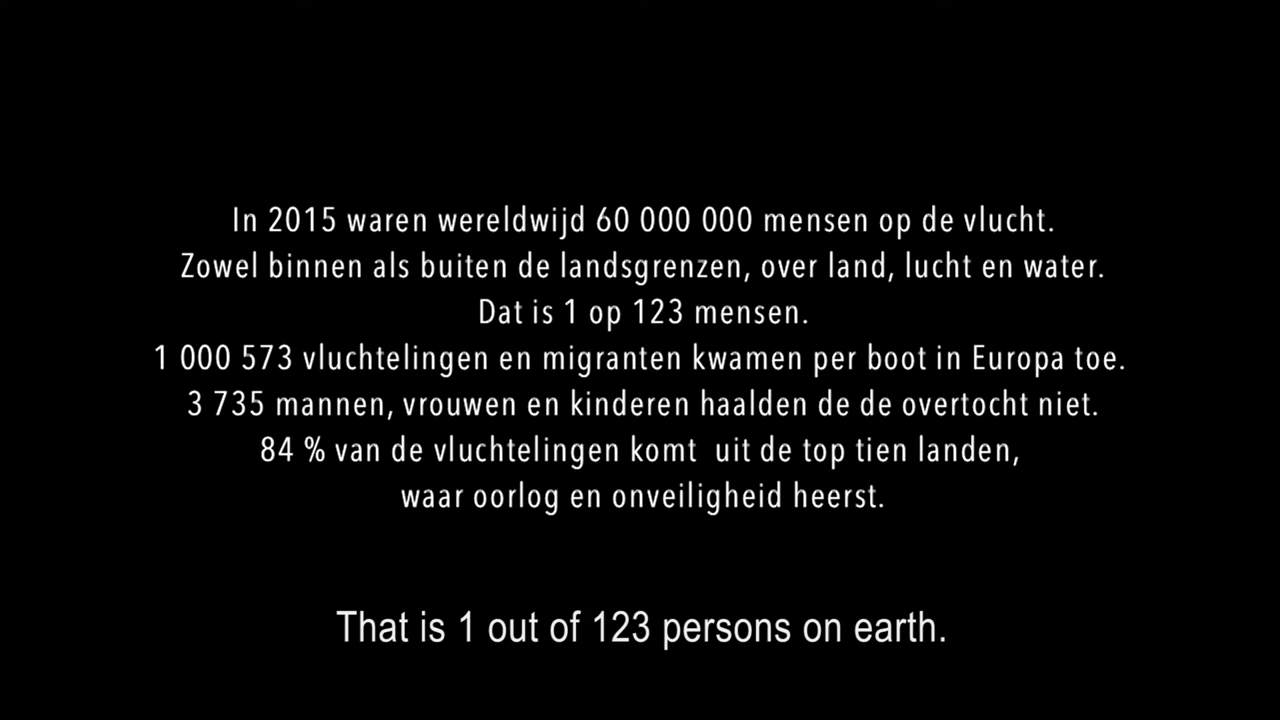 In 2015 waren wereldwijd 60 000 000 mensen op de vlucht.
Zowel binnen als buiten de landsgrenzen, over land, lucht en water.
Dat is 1 op 123 mensen.
1 000 573 vluchtelingen en migranten kwamen per boot in Europa toe.
3 735 mannen, vrouwen en kinderen haalden de de overtocht niet.
84 % van de vluchtelingen komt  uit de top tien landen,
waar oorlog en onveiligheid heerst.
That is 1 out of 123 persons on earth.